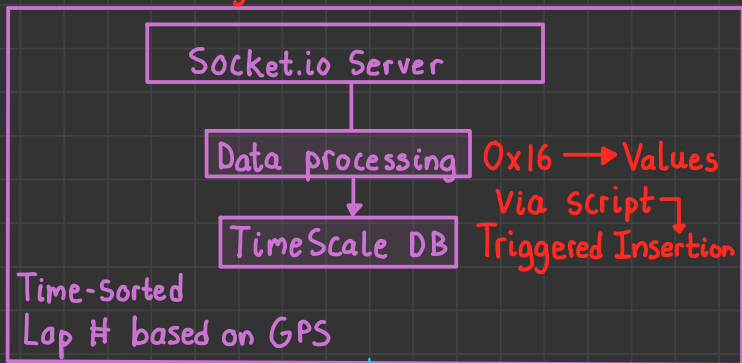 Socket.io Server
Data processing 0x16 → Values
Via script
TimeScale DB Triggered Insertion
Time-Sorted
Lap # based on GPS